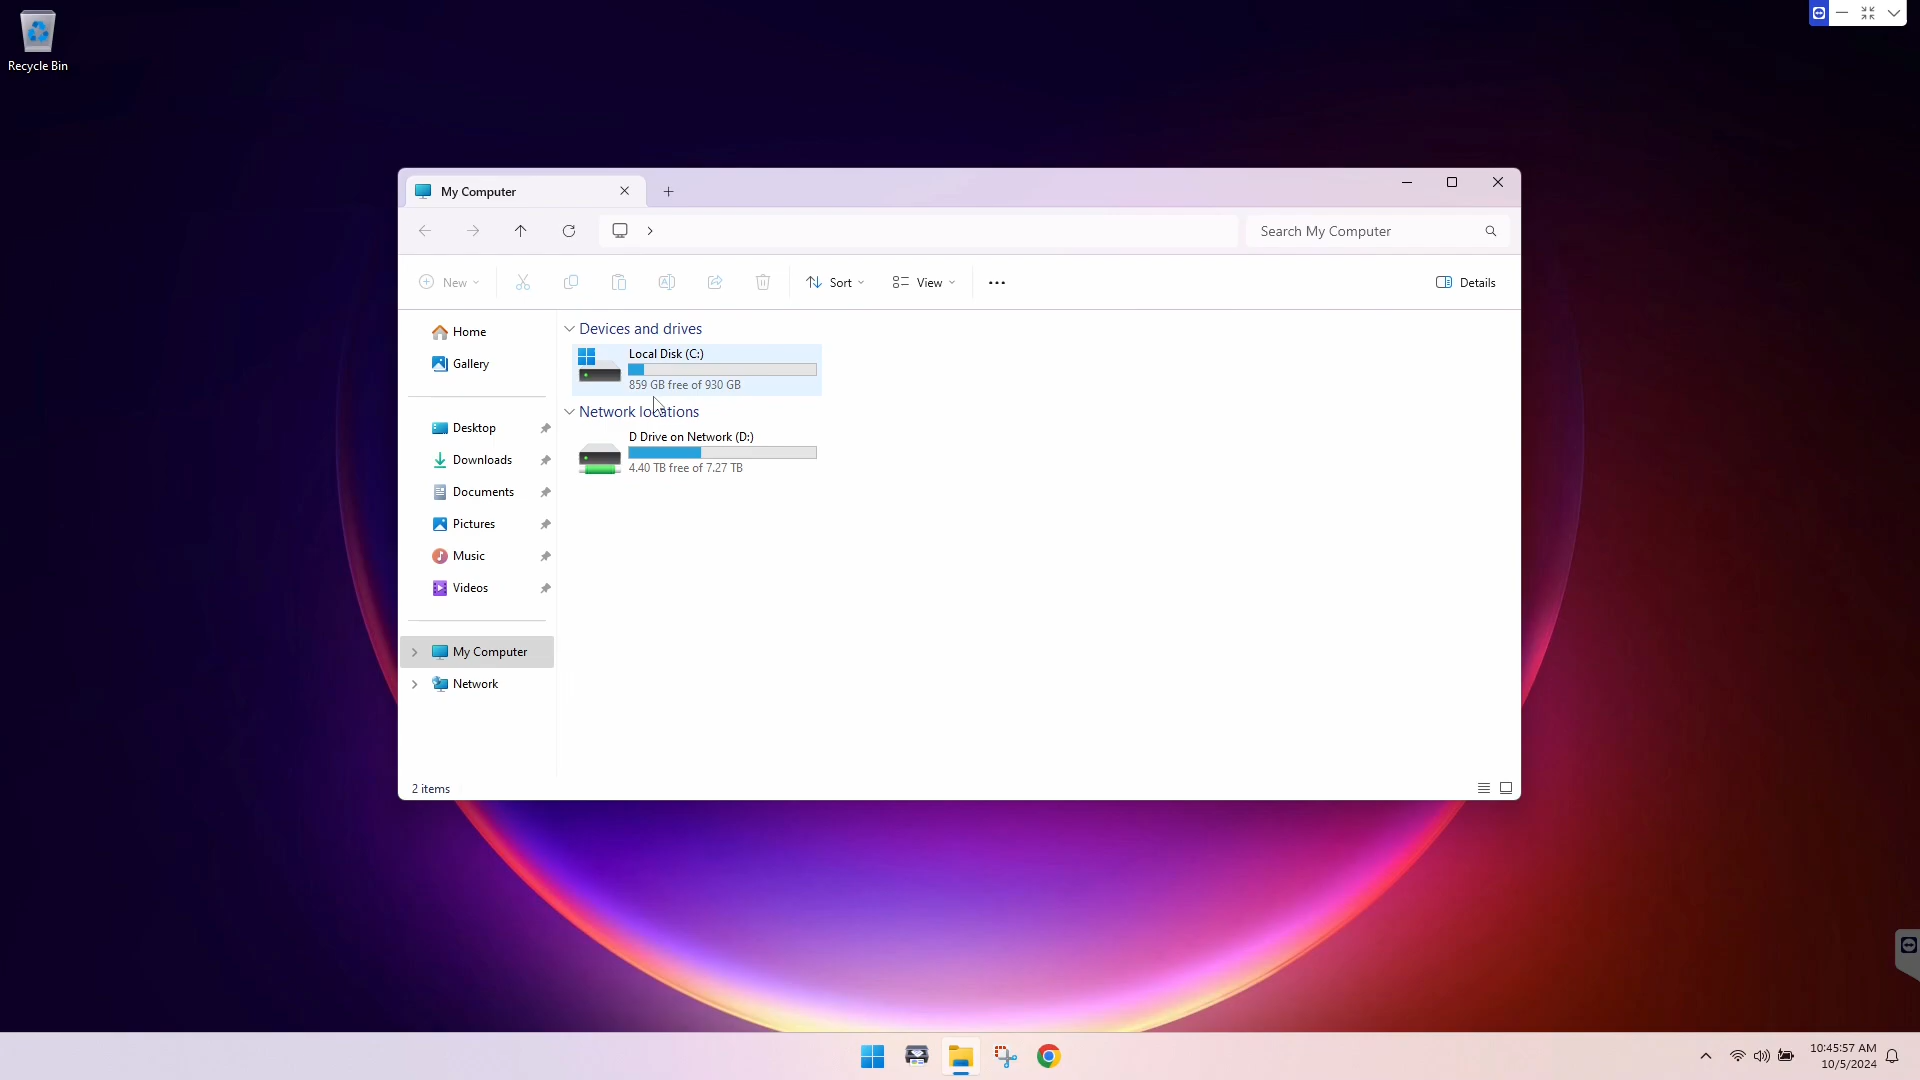 Recycle Bin
My Computer
Search My Computer
New
Sort
View
Details
Home
Gallery
Desktop
Downloads
Documents
Pictures
Music
Videos
My Computer
Network
Devices and drives
Local Disk (C:)
859 GB free of 930 GB
Network locations
D Drive on Network (D:)
4.40 TB free of 7.27 TB
2 items
10:45:57 AM
10/5/2024